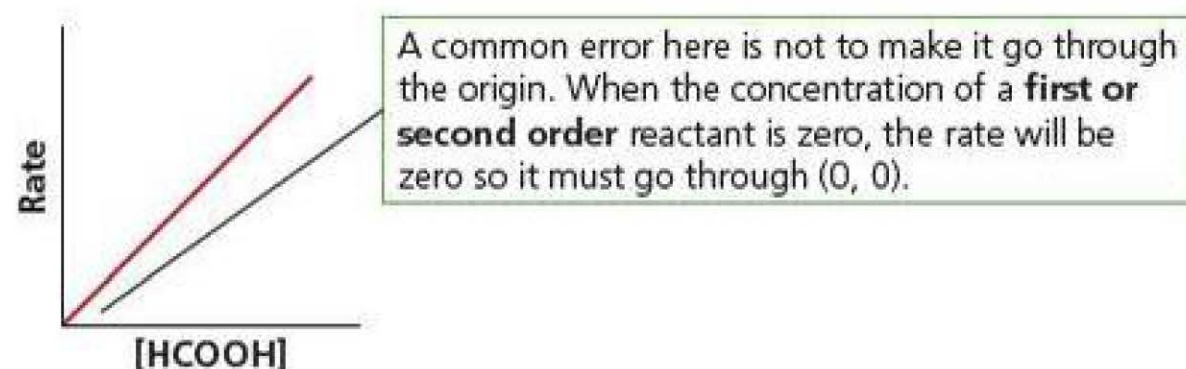 A common error here is not to make it go through
the origin. When the concentration of a first or
second order reactant is zero, the rate will be
zero so it must go through (0, 0).
Rate
[HCOOH]